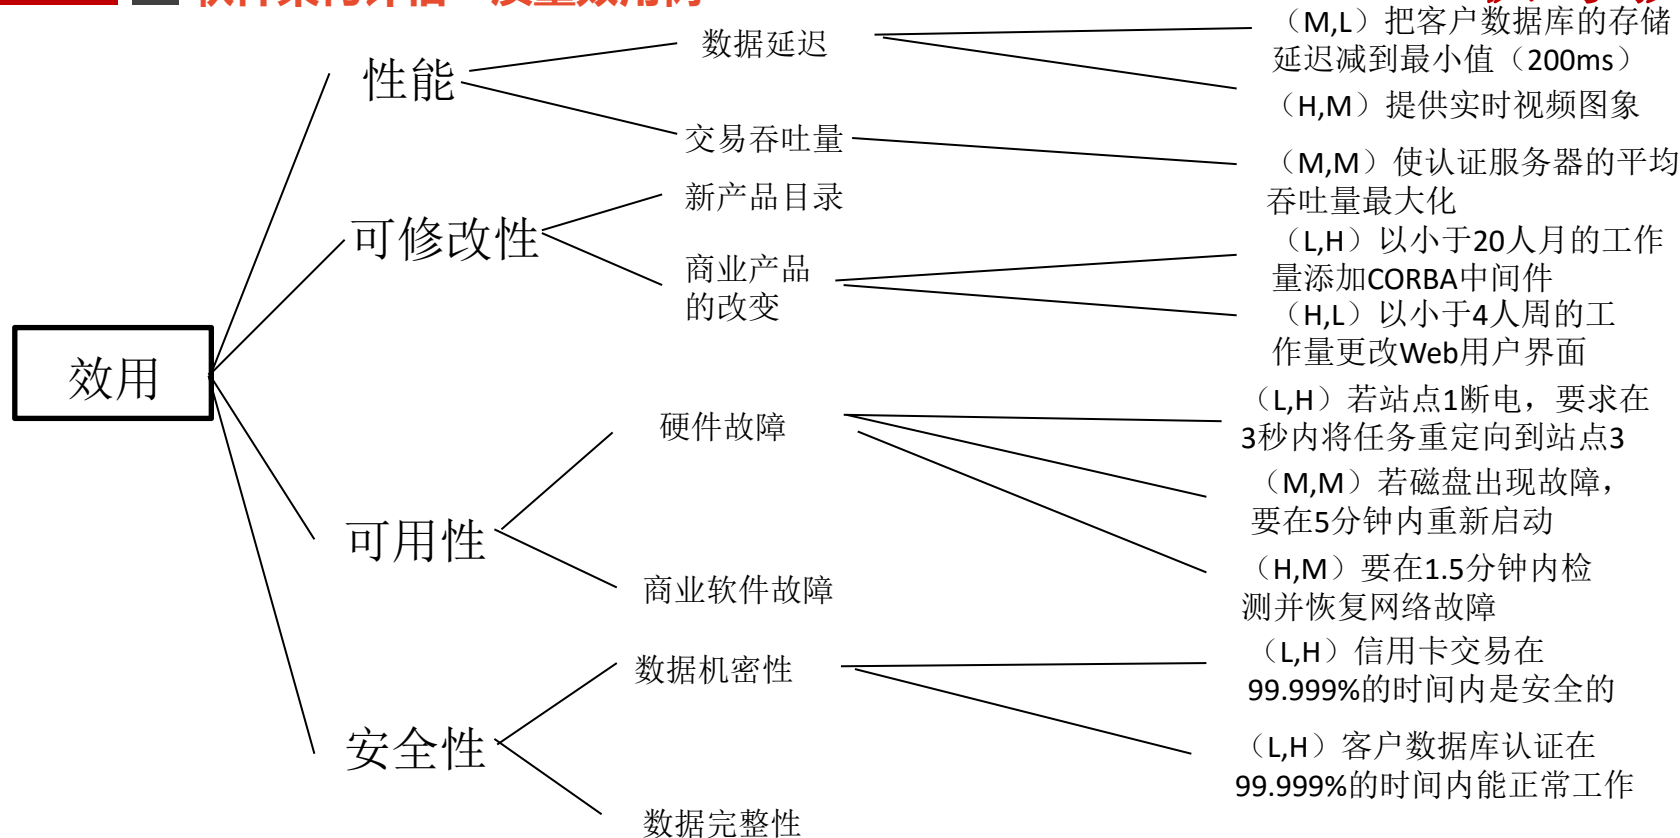 软件架构评估 - 质量效用树
效用
性能
数据延迟
（M,L）把客户数据库的存储
延迟减到最小值（200ms）
（H,M）提供实时视频图象
交易吞吐量
（M,M）使认证服务器的平均
吞吐量最大化
可修改性
新产品目录
商业产品
的改变
（L,H）以小于20人月的工作
量添加CORBA中间件
（H,L）以小于4人周的工
作量更改Web用户界面
可用性
硬件故障
（L,H）若站点1断电，要求在
3秒内将任务重定向到站点3
（M,M）若磁盘出现故障，
要在5分钟内重新启动
（H,M）要在1.5分钟内检
测并恢复网络故障
商业软件故障
安全性
数据机密性
（L,H）信用卡交易在
99.999%的时间内是安全的
（L,H）客户数据库认证在
99.999%的时间内能正常工作
数据完整性